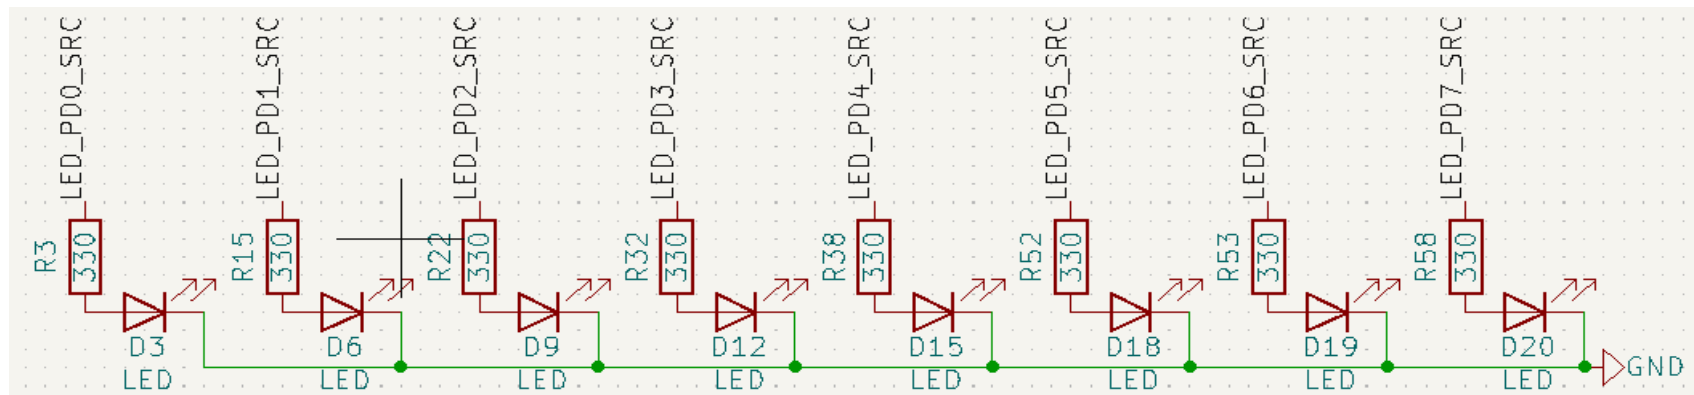 LED_PD0_SRC
LED_PD1_SRC
LED_PD2_SRC
LED_PD3_SRC
LED_PD4_SRC
LED_PD5_SRC
LED_PD6_SRC
LED_PD7_SRC
R3
330
R15
330
R22
330
R32
330
R38
330
R52
330
R53
330
R58
330
D3
LED
D6
LED
D9
LED
D12
LED
D15
LED
D18
LED
D19
LED
D20
LED
GND